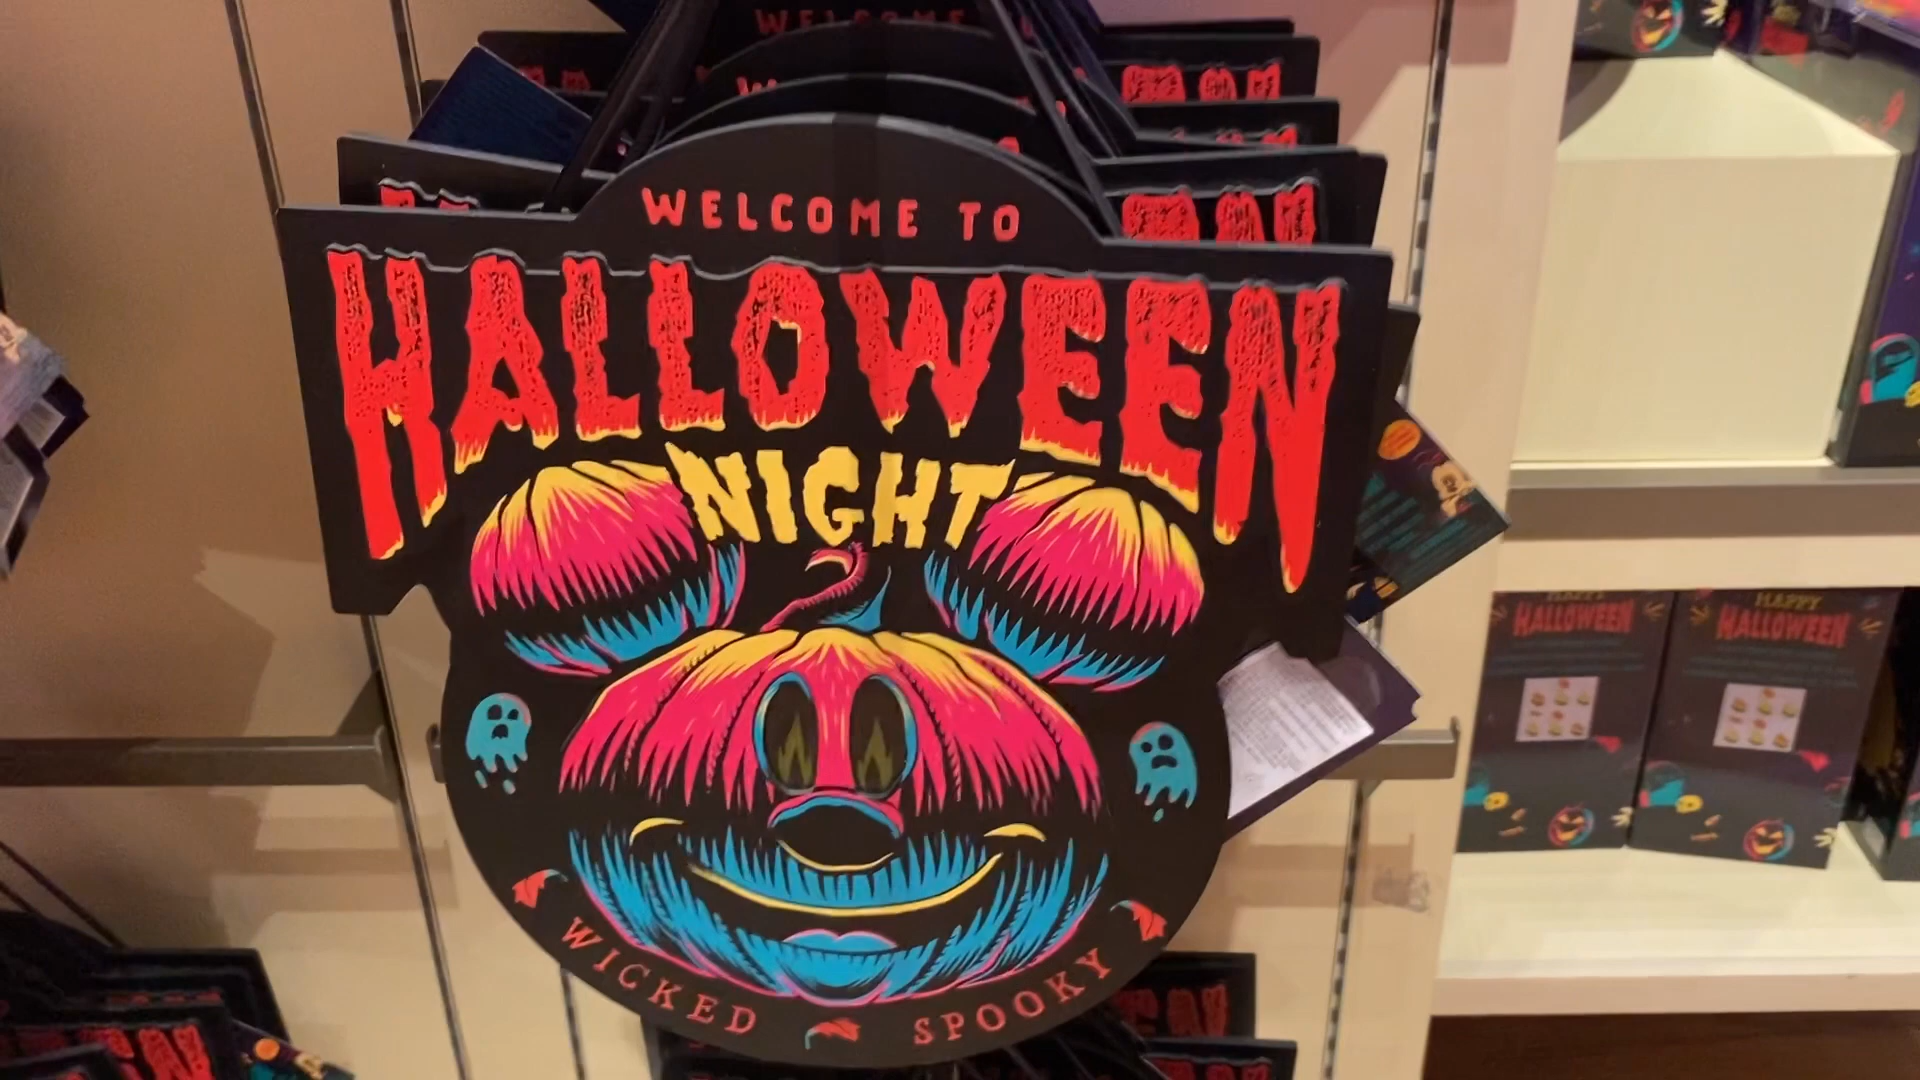 WELCOME TO
HALLOWEEN
NIGHT
WICKED SPOOKY
HAPPY
HALLOWEEN
HAPPY
HALLOWEEN